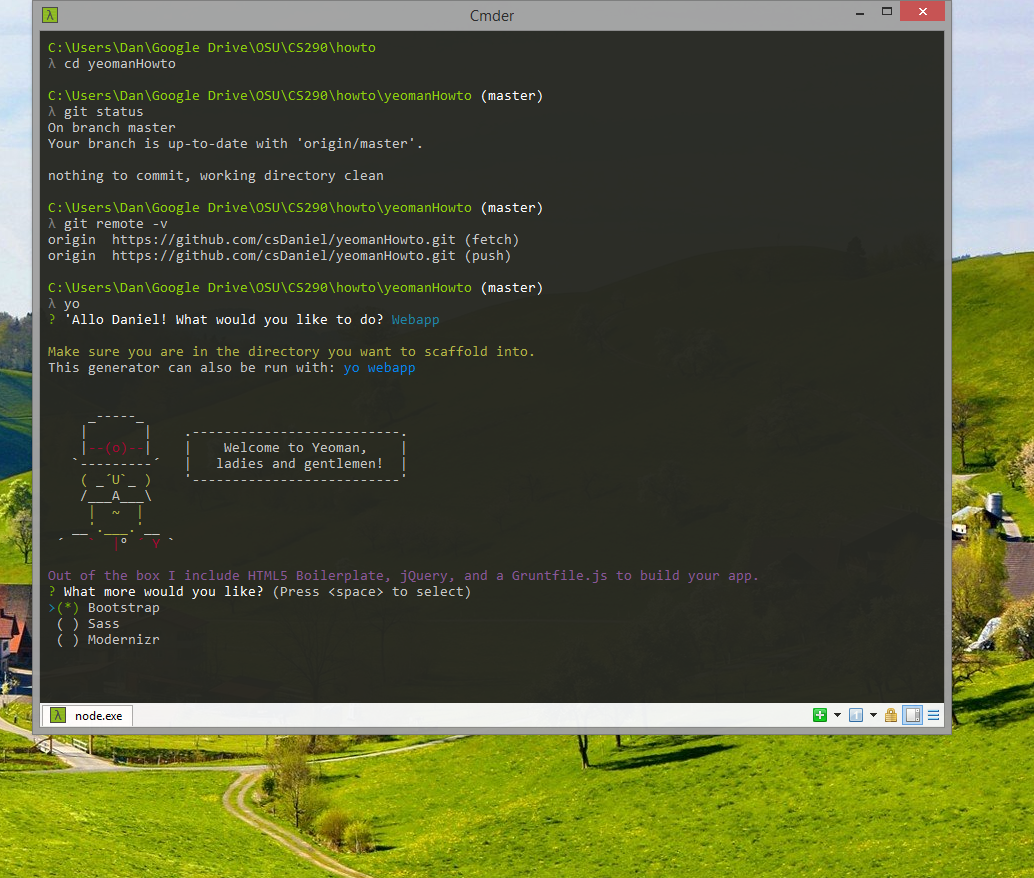 λ Cmder
C:\Users\Dan\Google Drive\OSU\CS290\howto
λ cd yeomanHowto
C:\Users\Dan\Google Drive\OSU\CS290\howto\yeomanHowto (master)
λ git status
On branch master
Your branch is up-to-date with 'origin/master'.
nothing to commit, working directory clean
C:\Users\Dan\Google Drive\OSU\CS290\howto\yeomanHowto (master)
λ git remote -v
origin  https://github.com/csDaniel/yeomanHowto.git (fetch)
origin  https://github.com/csDaniel/yeomanHowto.git (push)
C:\Users\Dan\Google Drive\OSU\CS290\howto\yeomanHowto (master)
λ yo
? 'Allo Daniel! What would you like to do? Webapp
Make sure you are in the directory you want to scaffold into.
This generator can also be run with: yo webapp
     _-----_
    |       |    .--------------------------.
    |--(o)--|    |    Welcome to Yeoman,    |
   `---------´   |   ladies and gentlemen!  |
    ( _´U`_ )    '--------------------------'
    /___A___\
     |  ~  |
   __'.___.'__
 ´   `  |° ´ Y `
Out of the box I include HTML5 Boilerplate, jQuery, and a Gruntfile.js to build your app.
? What more would you like? (Press <space> to select)
>(*) Bootstrap
 ( ) Sass
 ( ) Modernizr
λ node.exe